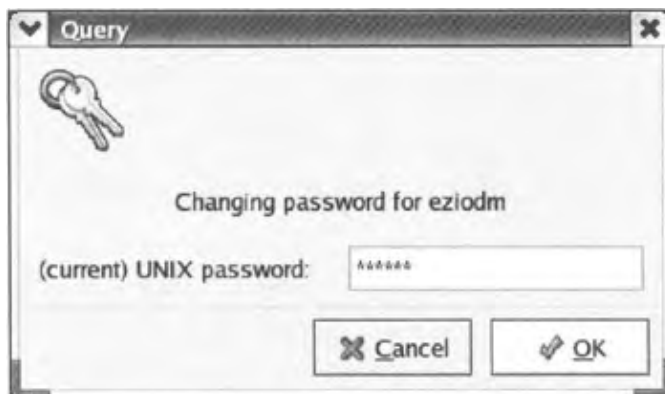 Query
Changing password for eziodm
(current) UNIX password: ******
Cancel OK